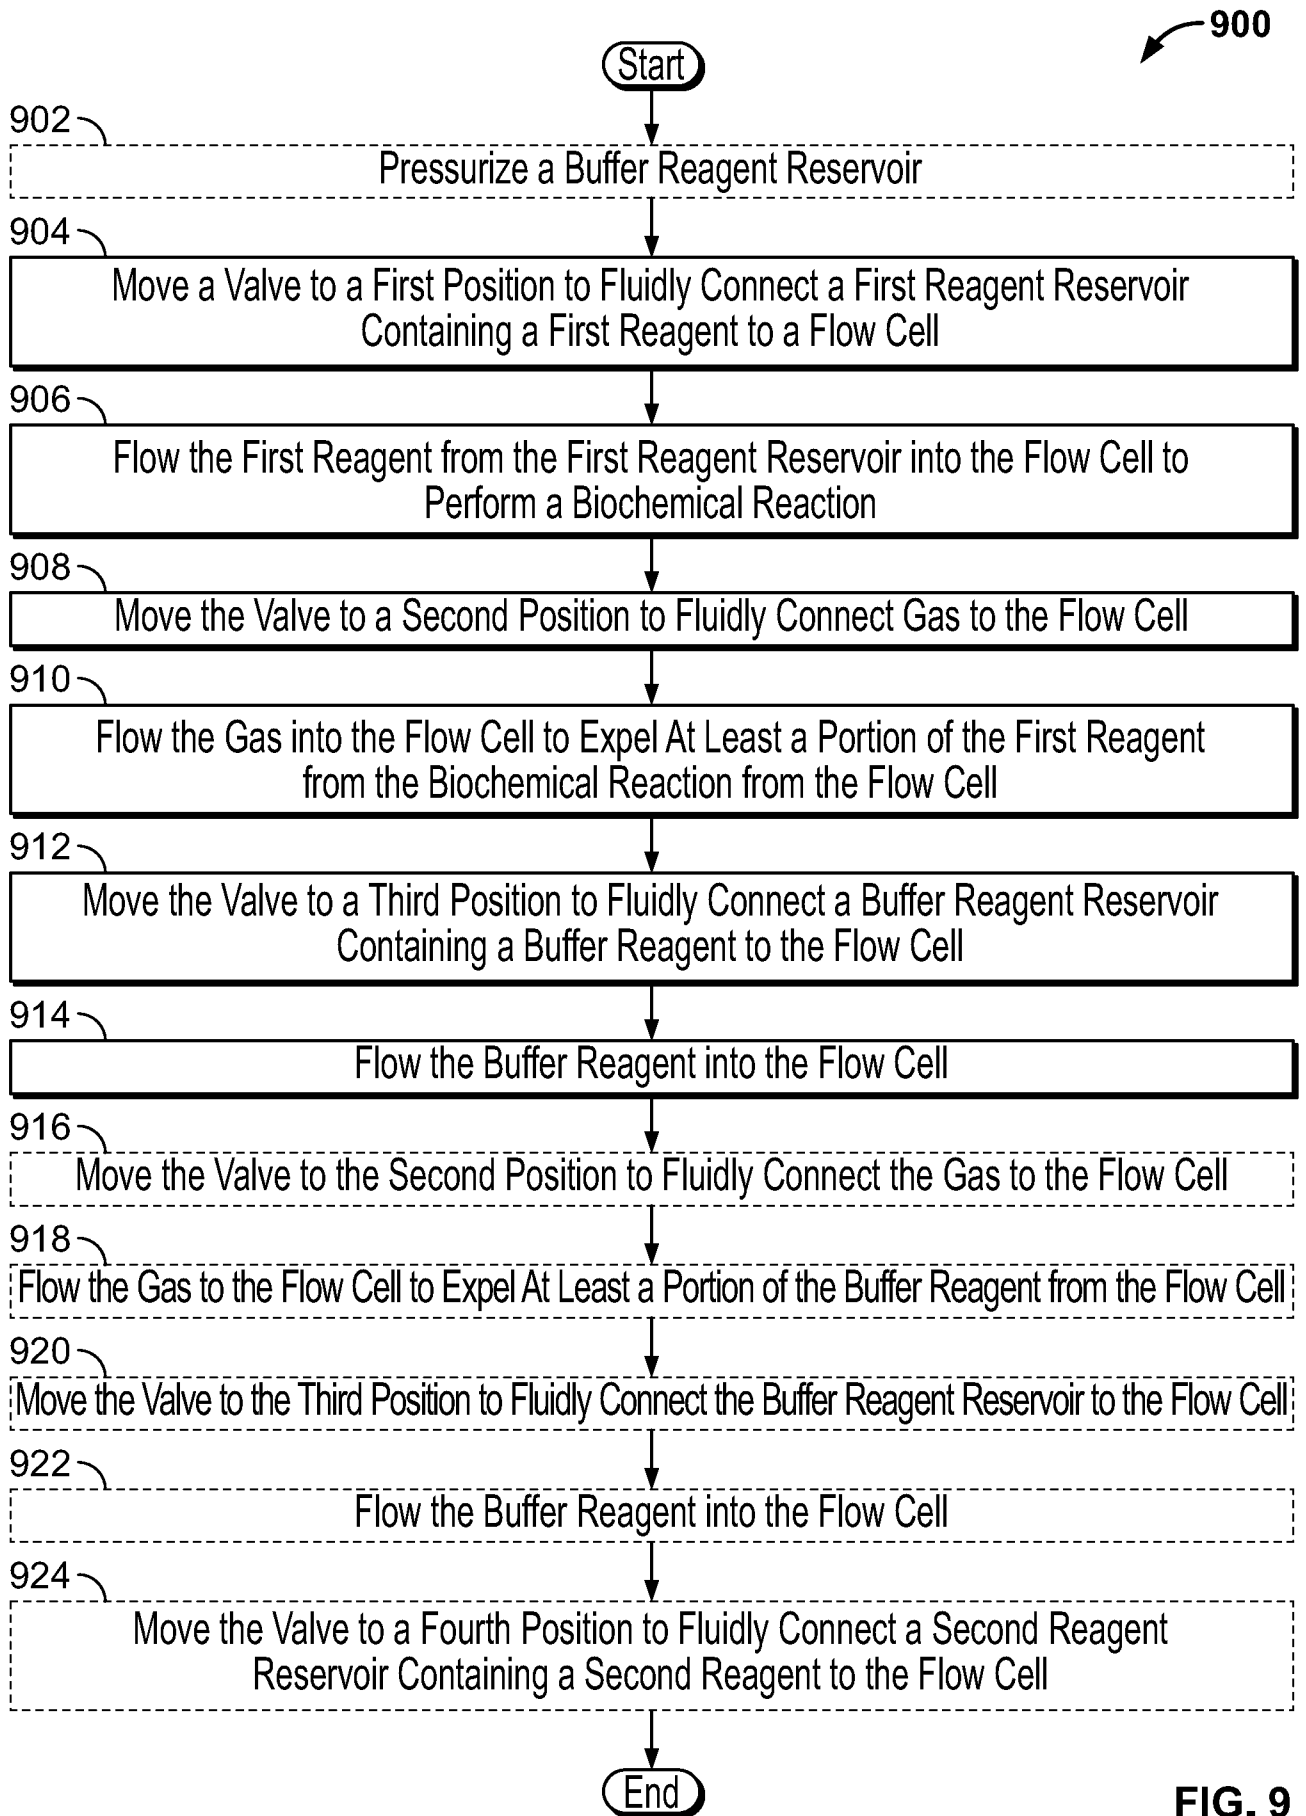 900
Start
902
Pressurize a Buffer Reagent Reservoir
904
Move a Valve to a First Position to Fluidly Connect a First Reagent Reservoir
Containing a First Reagent to a Flow Cell
906
Flow the First Reagent from the First Reagent Reservoir into the Flow Cell to
Perform a Biochemical Reaction
908
Move the Valve to a Second Position to Fluidly Connect Gas to the Flow Cell
910
Flow the Gas into the Flow Cell to Expel At Least a Portion of the First Reagent
from the Biochemical Reaction from the Flow Cell
912
Move the Valve to a Third Position to Fluidly Connect a Buffer Reagent Reservoir
Containing a Buffer Reagent to the Flow Cell
914
Flow the Buffer Reagent into the Flow Cell
916
Move the Valve to the Second Position to Fluidly Connect the Gas to the Flow Cell
918
Flow the Gas to the Flow Cell to Expel At Least a Portion of the Buffer Reagent from the Flow Cell
920
Move the Valve to the Third Position to Fluidly Connect the Buffer Reagent Reservoir to the Flow Cell
922
Flow the Buffer Reagent into the Flow Cell
924
Move the Valve to a Fourth Position to Fluidly Connect a Second Reagent
Reservoir Containing a Second Reagent to the Flow Cell
End
FIG. 9